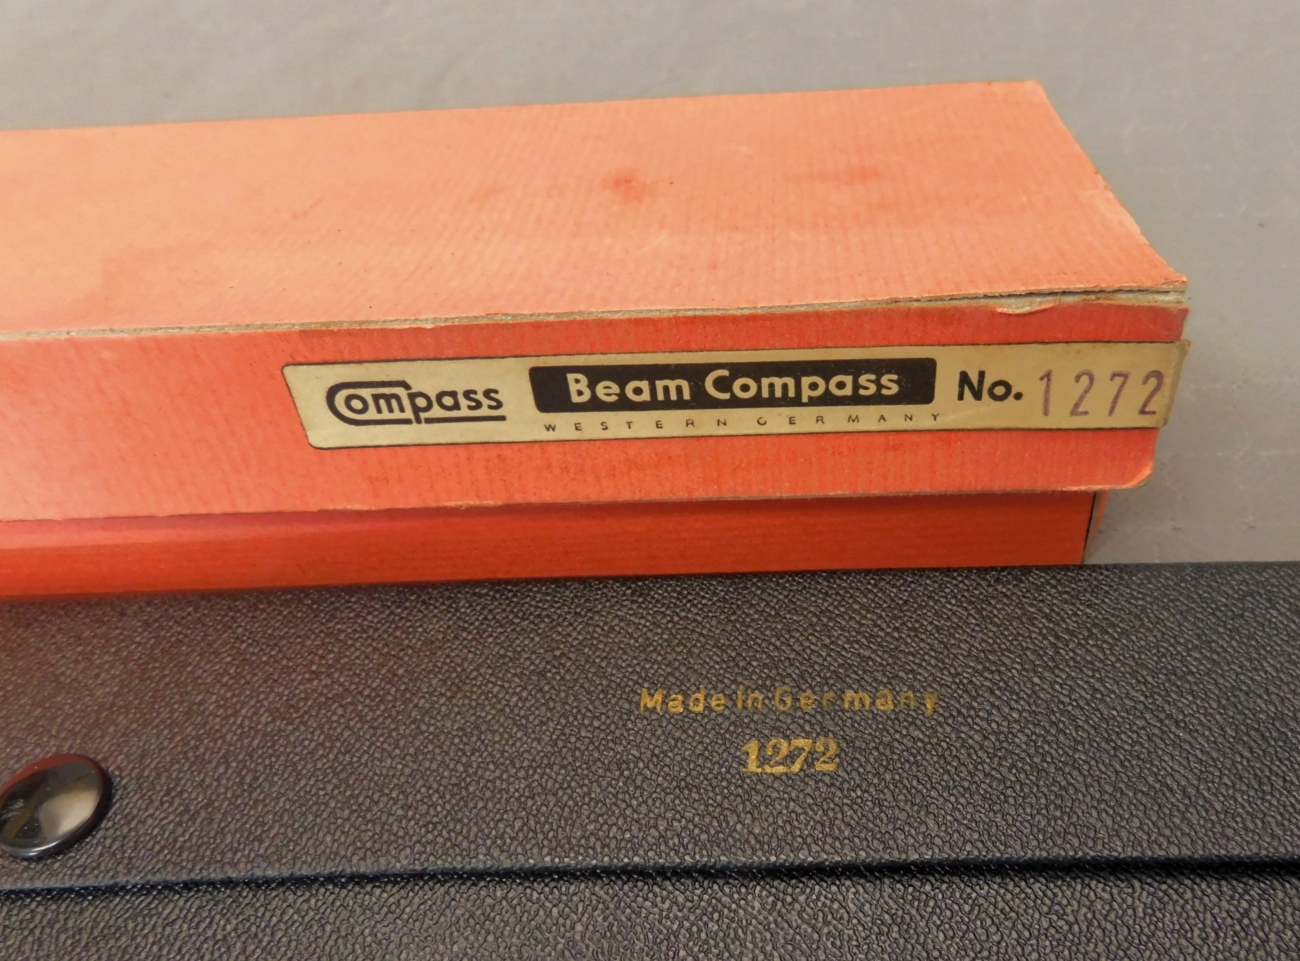 Compass Beam Compass No. 1272
WESTERN GERMANY
Made in Germany
1272